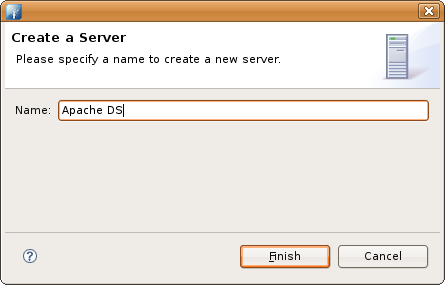 Create a Server
Please specify a name to create a new server.
Name: Apache DS
? Finish Cancel